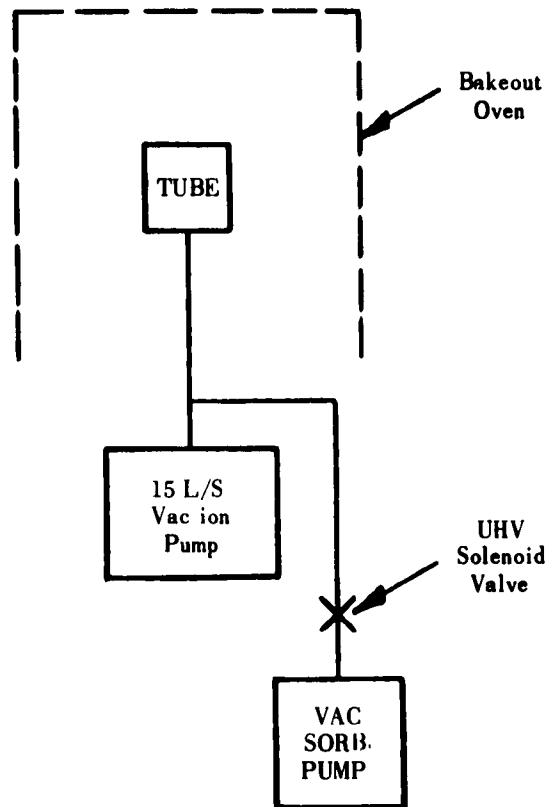 Bakeout
Oven
TUBE
15 L/S
Vac ion
Pump
UHV
Solenoid
Valve
VAC
SORB.
PUMP